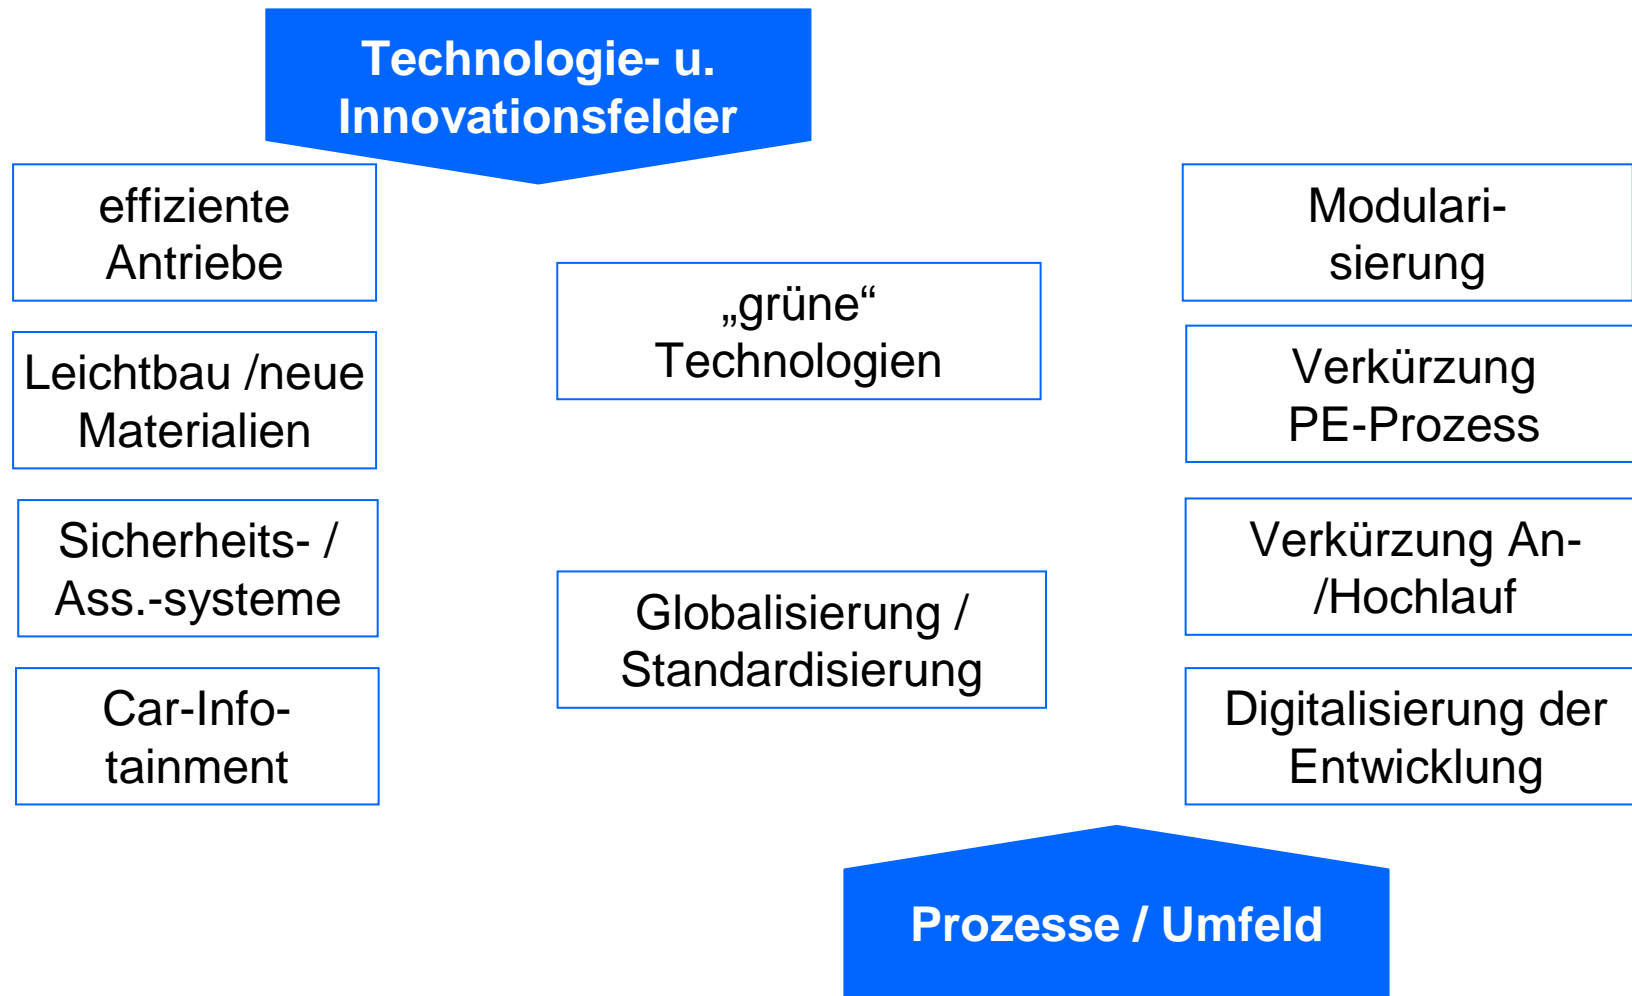 Technologie- u.
Innovationsfelder
effiziente
Antriebe
Leichtbau /neue
Materialien
Sicherheits- /
Ass.-systeme
Car-Info-
tainment
„grüne“
Technologien
Globalisierung /
Standardisierung
Modulari-
sierung
Verkürzung
PE-Prozess
Verkürzung An-
/Hochlauf
Digitalisierung der
Entwicklung
Prozesse / Umfeld